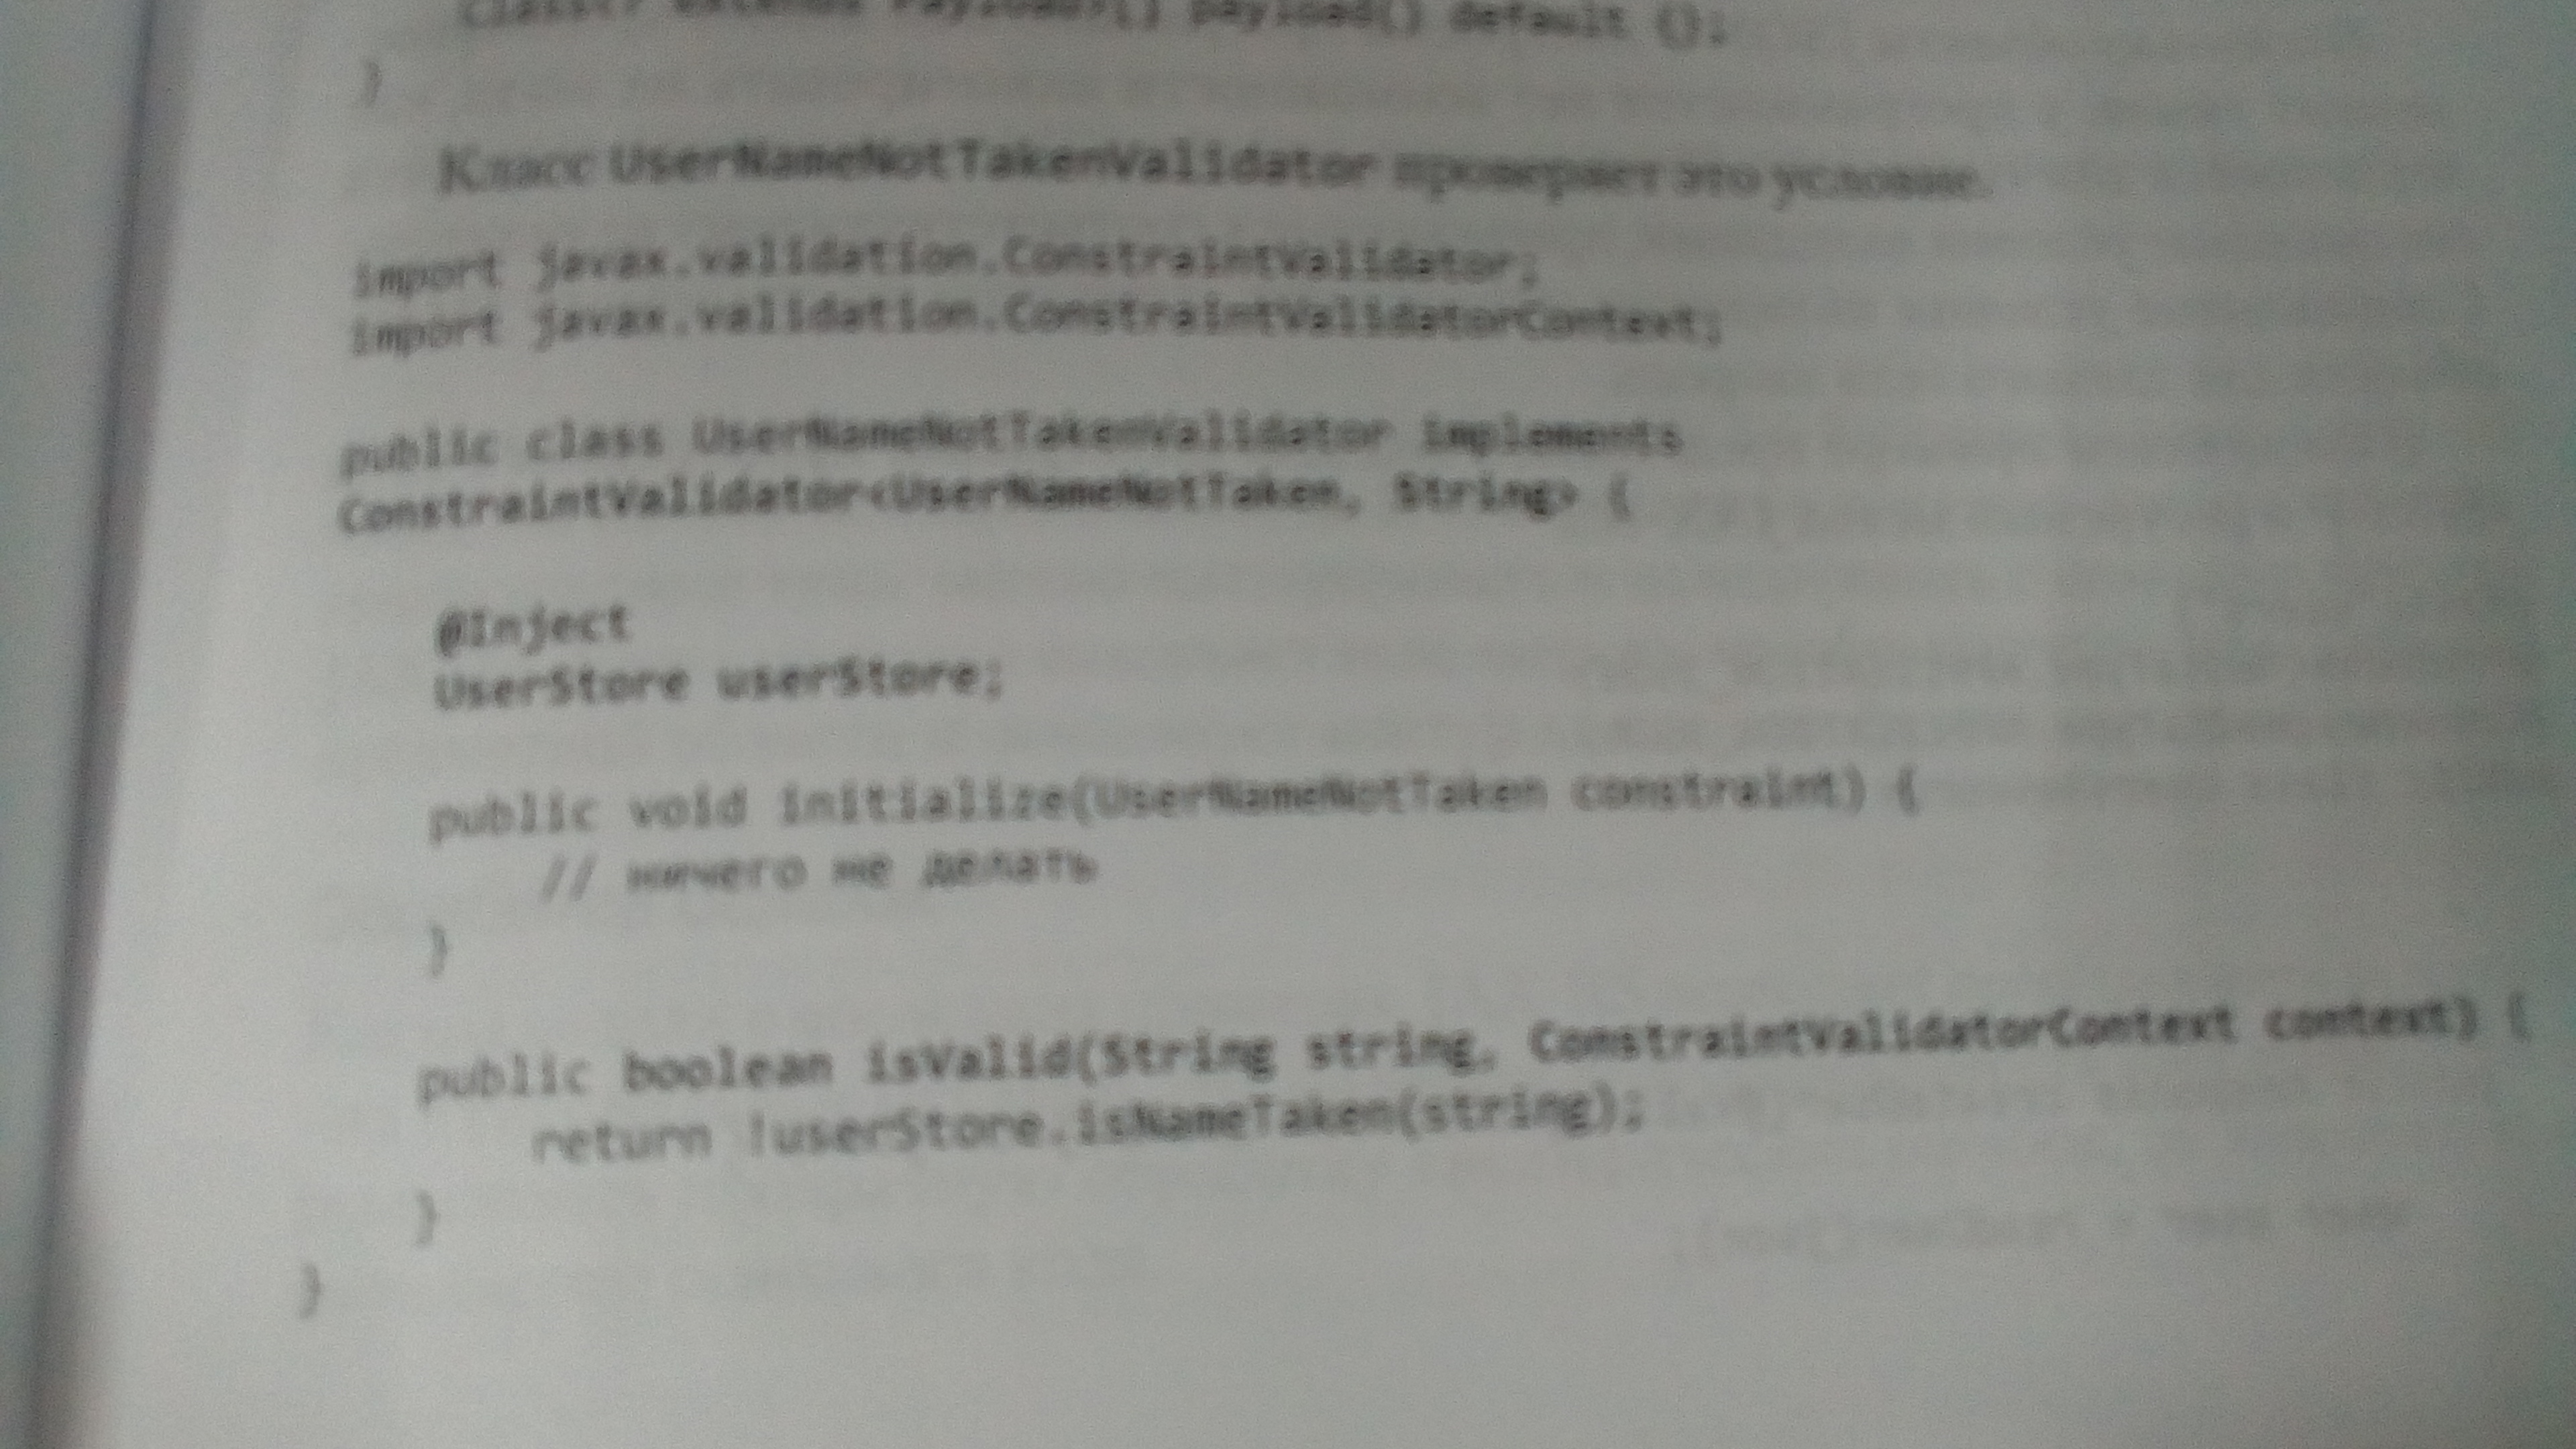 Class<? extends Payload>[] payload() default {};
}
Класс UserNameNotTakenValidator проверяет это условие.
import javax.validation.ConstraintValidator;
import javax.validation.ConstraintValidatorContext;
public class UserNameNotTakenValidator implements
ConstraintValidator<UserNameNotTaken, String> {
@Inject
UserStore userStore;
public void initialize(UserNameNotTaken constraint) {
// ничего не делать
}
public boolean isValid(String string, ConstraintValidatorContext context) {
return !userStore.isNameTaken(string);
}
}